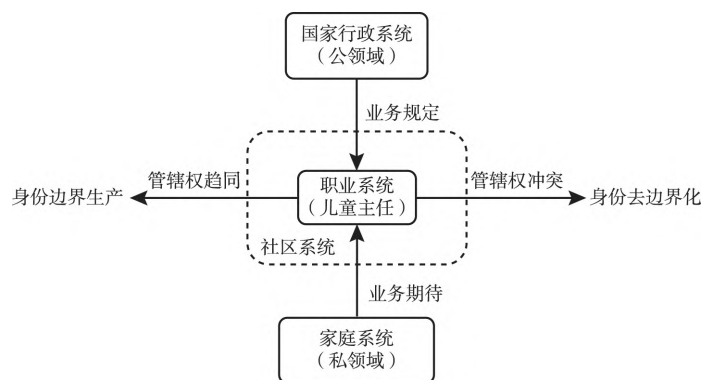 国家行政系统
（公领域）
业务规定
管辖权趋同
职业系统
（儿童主任）
管辖权冲突
身份边界生产
身份去边界化
社区系统
业务期待
家庭系统
（私领域）